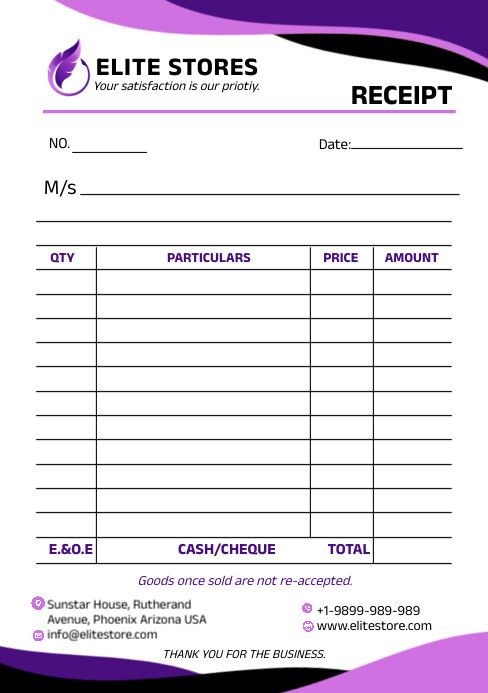 ELITE STORES
Your satisfaction is our priotiy.
RECEIPT
NO.
Date:
M/s
QTY PARTICULARS PRICE AMOUNT
E.&O.E CASH/CHEQUE TOTAL
Goods once sold are not re-accepted.
Sunstar House, Rutherand
Avenue, Phoenix Arizona USA
info@elitestore.com
+1-9899-989-989
www.elitestore.com
THANK YOU FOR THE BUSINESS.